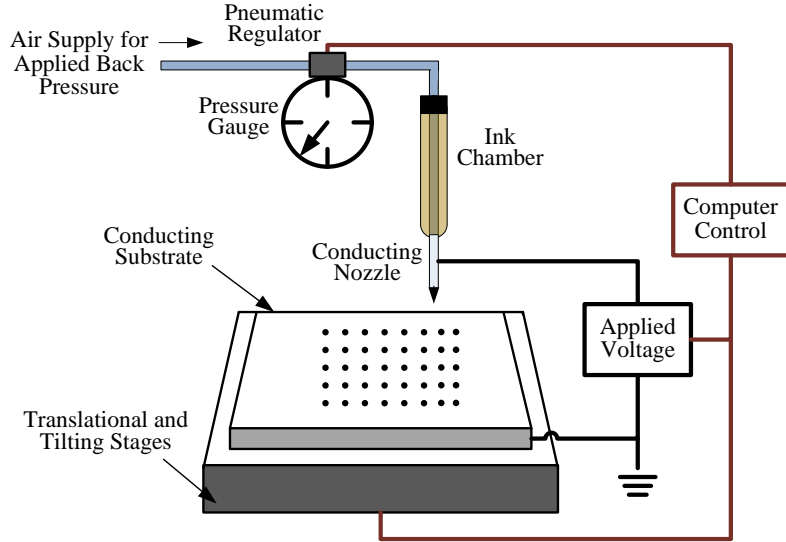 Pneumatic
Regulator
Air Supply for
Applied Back
Pressure
Pressure
Gauge
Ink
Chamber
Computer
Control
Conducting
Substrate
Conducting
Nozzle
Applied
Voltage
Translational and
Tilting Stages